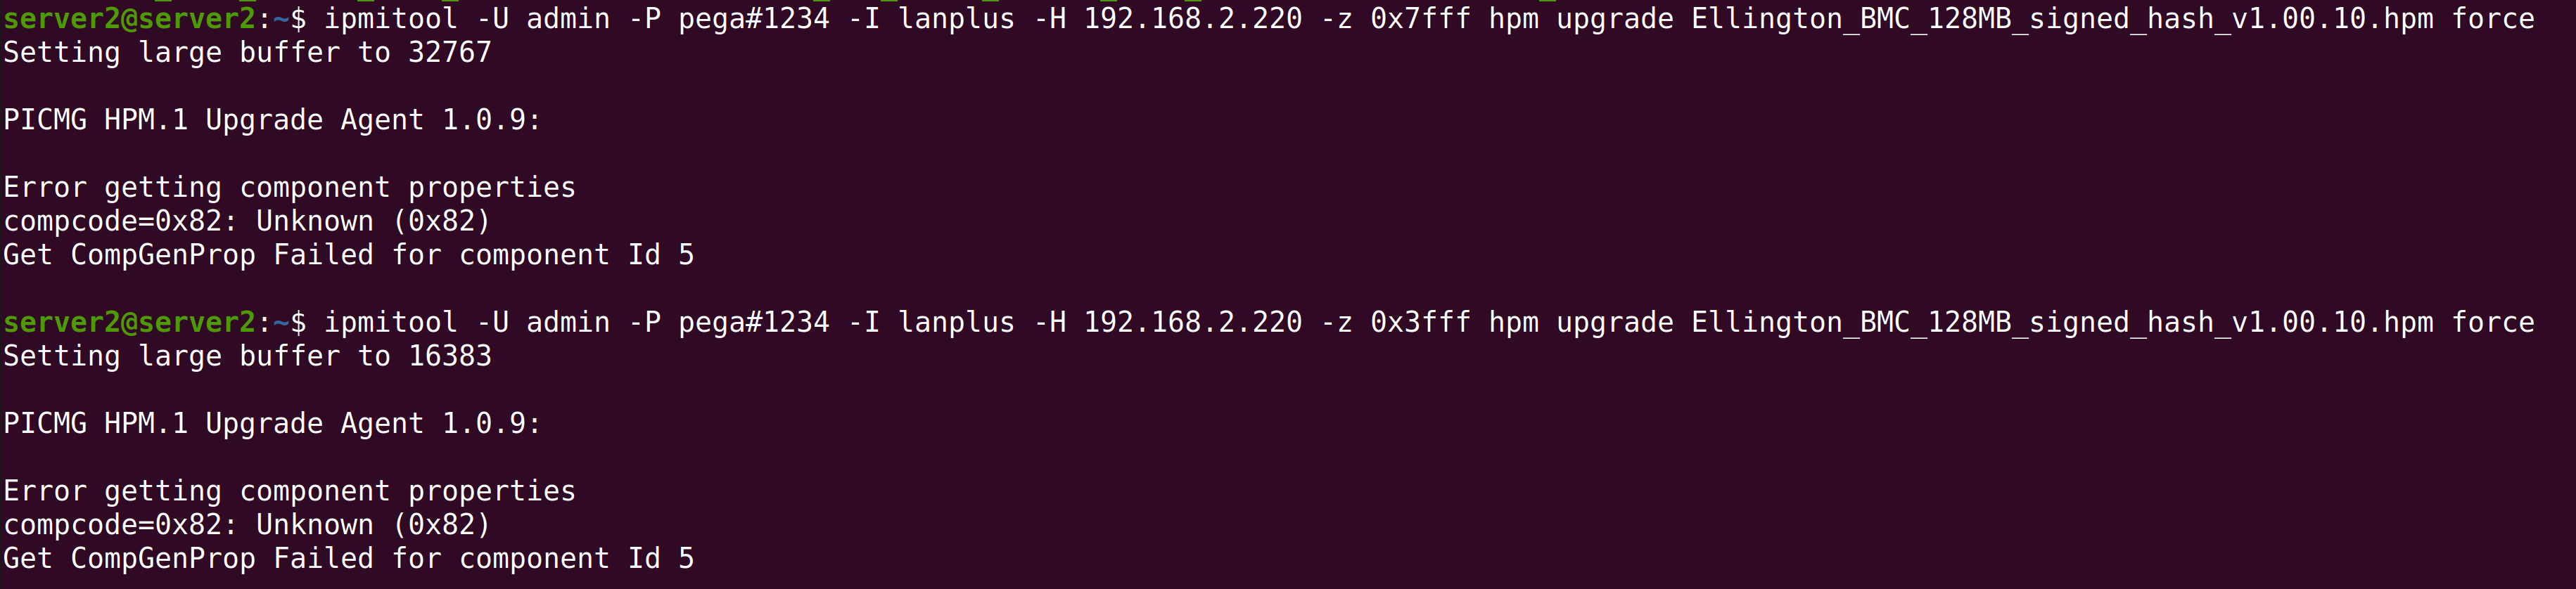 server2@server2:~$ ipmitool -U admin -P pega#1234 -I lanplus -H 192.168.2.220 -z 0x7fff hpm upgrade Ellington_BMC_128MB_signed_hash_v1.00.10.hpm force
Setting large buffer to 32767
PICMG HPM.1 Upgrade Agent 1.0.9:
Error getting component properties
compcode=0x82: Unknown (0x82)
Get CompGenProp Failed for component Id 5
server2@server2:~$ ipmitool -U admin -P pega#1234 -I lanplus -H 192.168.2.220 -z 0x3fff hpm upgrade Ellington_BMC_128MB_signed_hash_v1.00.10.hpm force
Setting large buffer to 16383
PICMG HPM.1 Upgrade Agent 1.0.9:
Error getting component properties
compcode=0x82: Unknown (0x82)
Get CompGenProp Failed for component Id 5